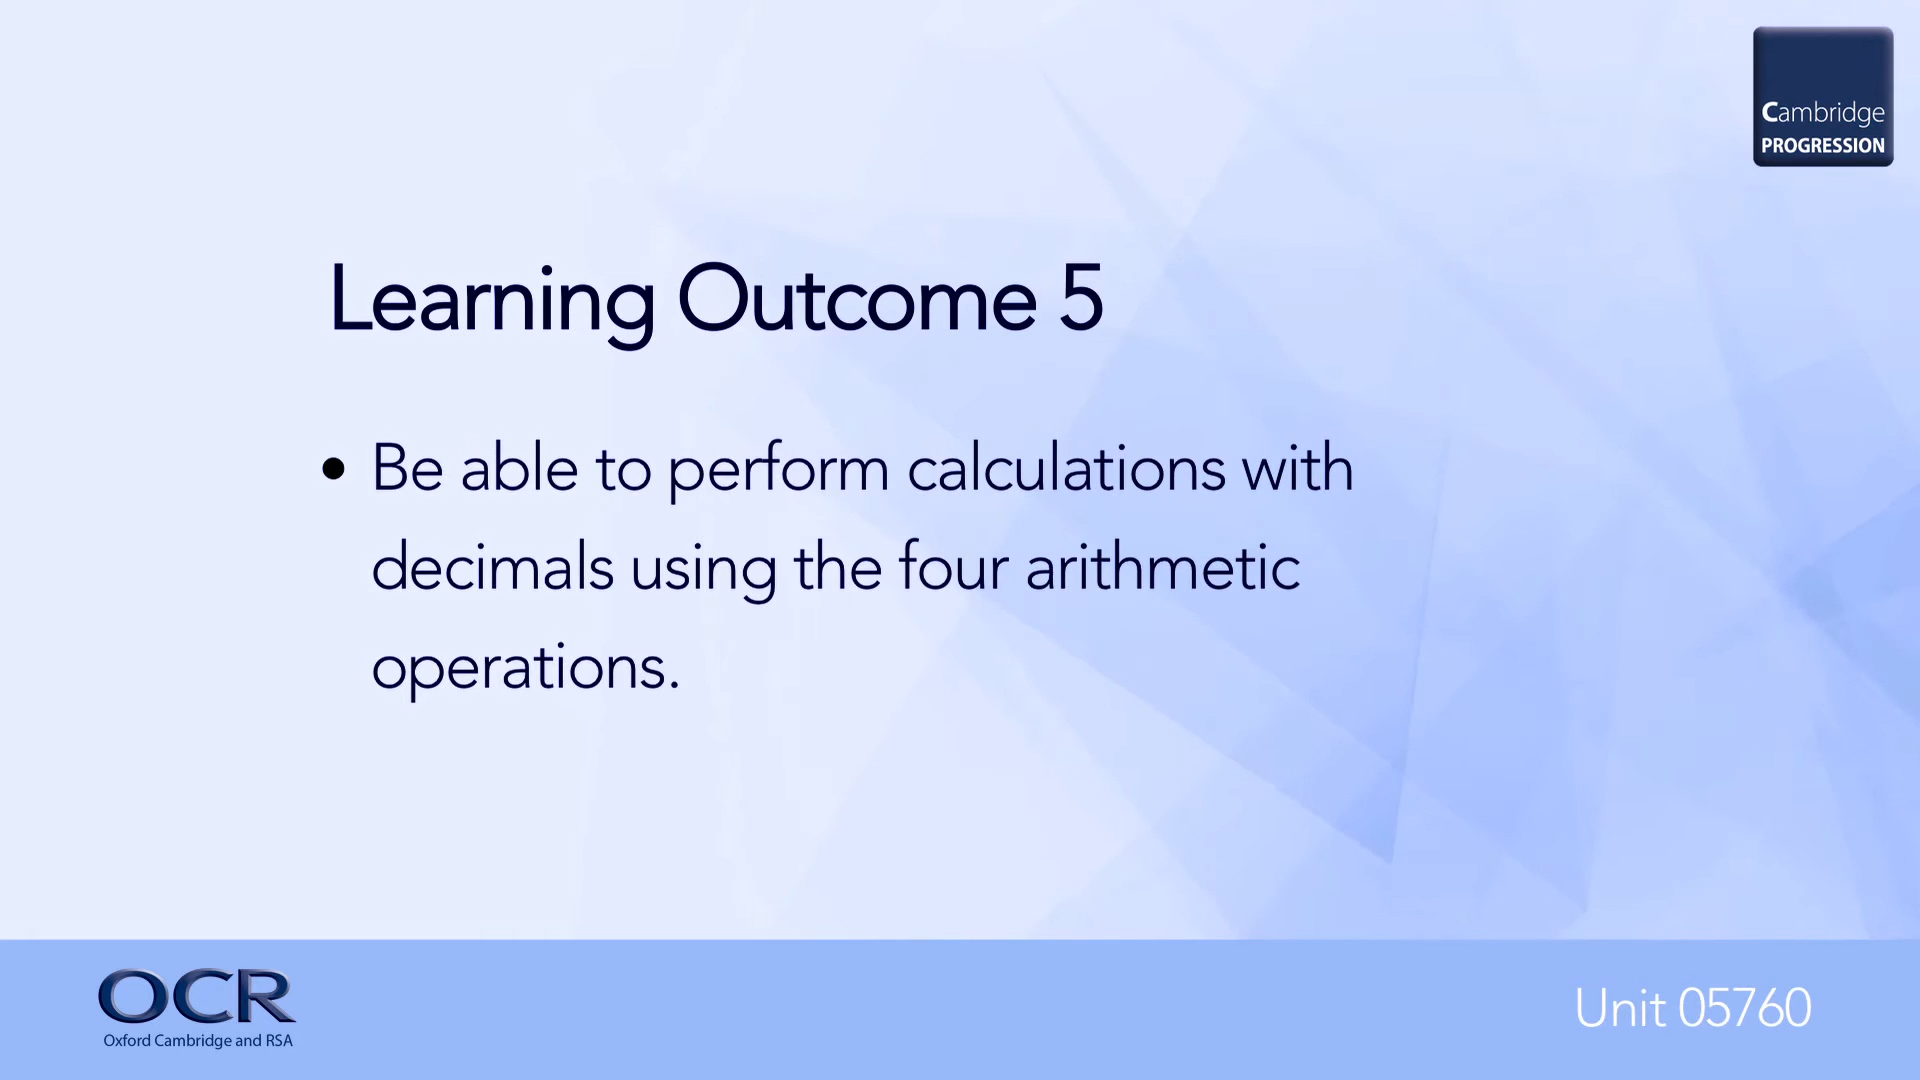 Cambridge
PROGRESSION
Learning Outcome 5
• Be able to perform calculations with
decimals using the four arithmetic
operations.
OCR
Oxford Cambridge and RSA
Unit 05760